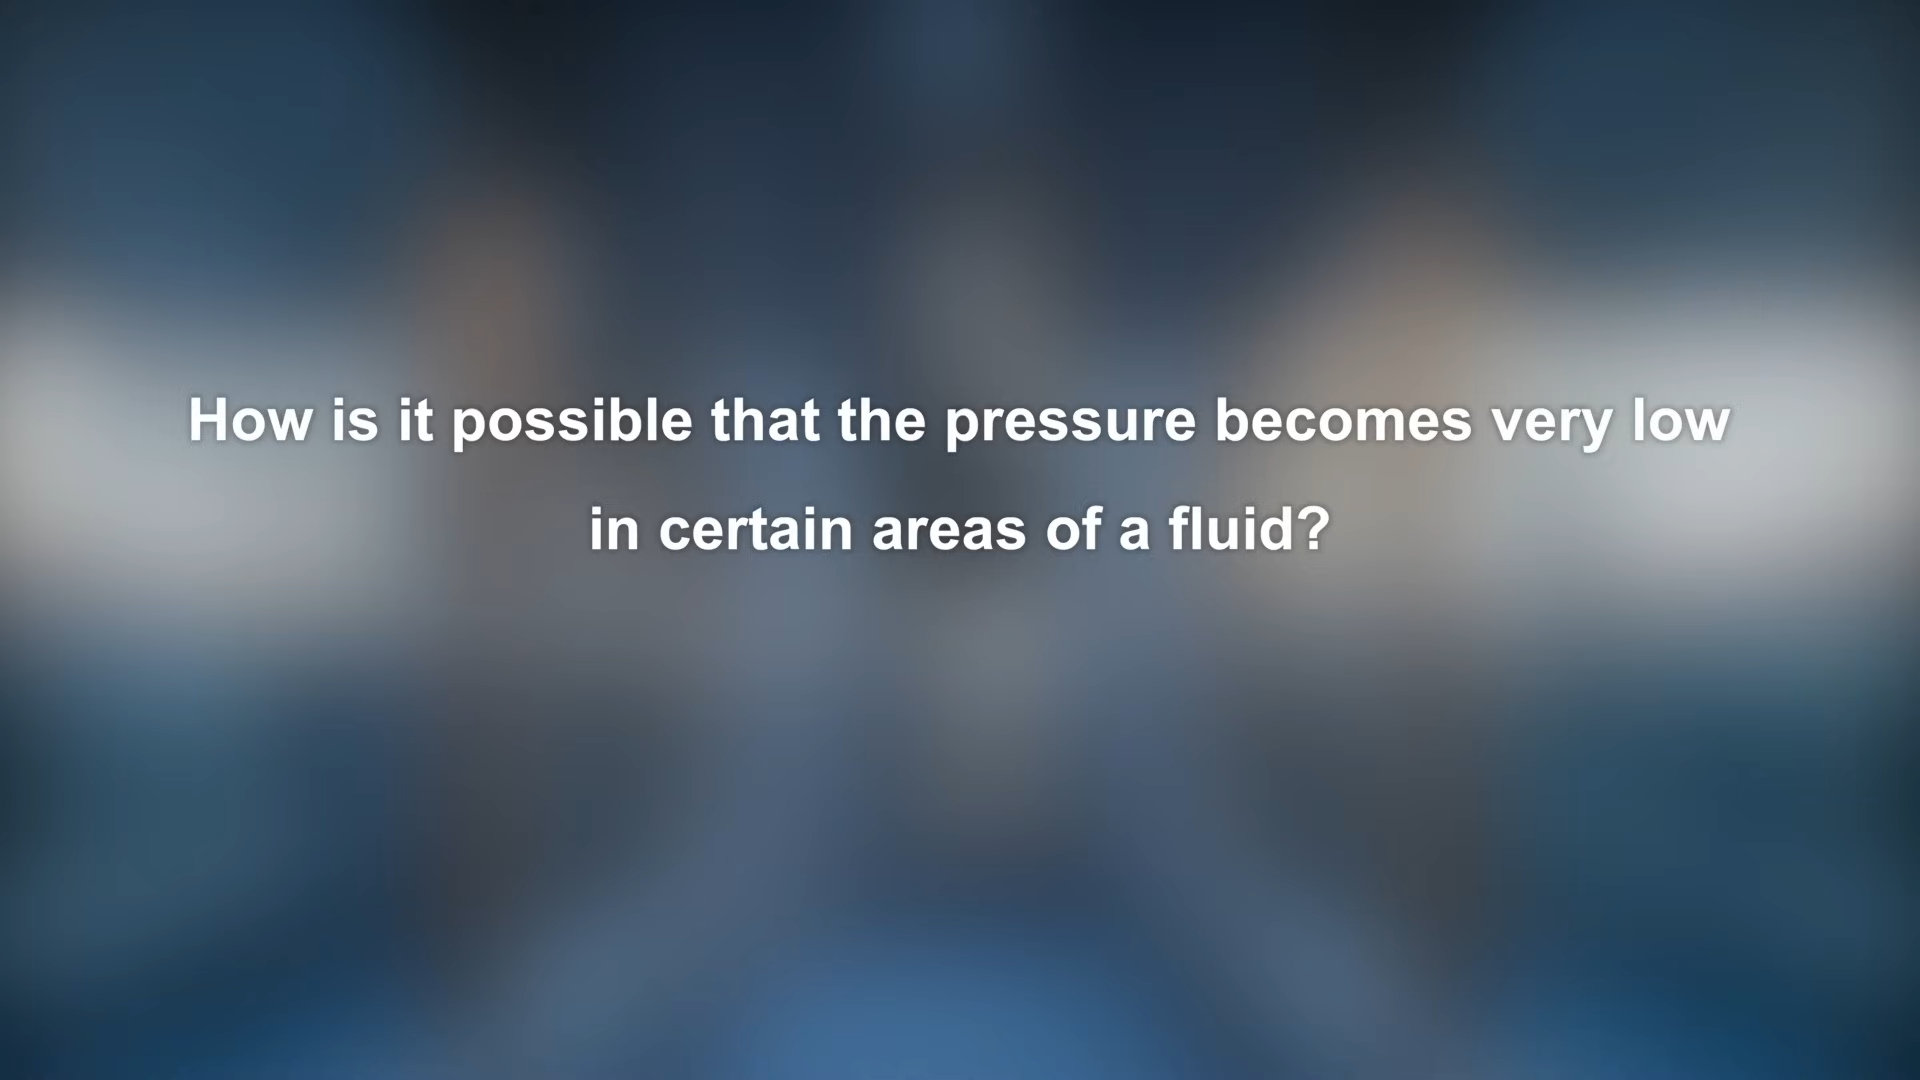 How is it possible that the pressure becomes very low
in certain areas of a fluid?